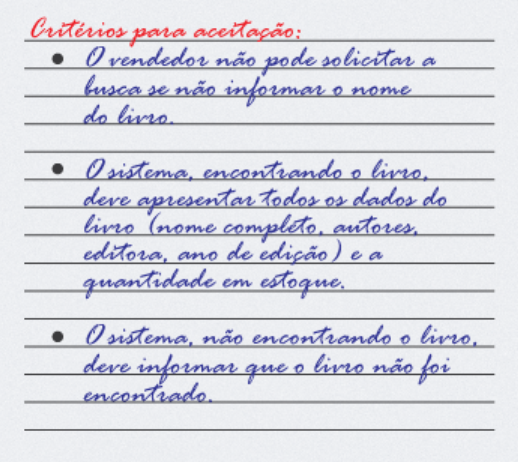 Critérios para aceitação:
● O vendedor não pode solicitar a
busca se não informar o nome
do livro.
● O sistema, encontrando o livro,
deve apresentar todos os dados do
livro (nome completo, autores,
editora, ano de edição) e a
quantidade em estoque.
● O sistema, não encontrando o livro,
deve informar que o livro não foi
encontrado.